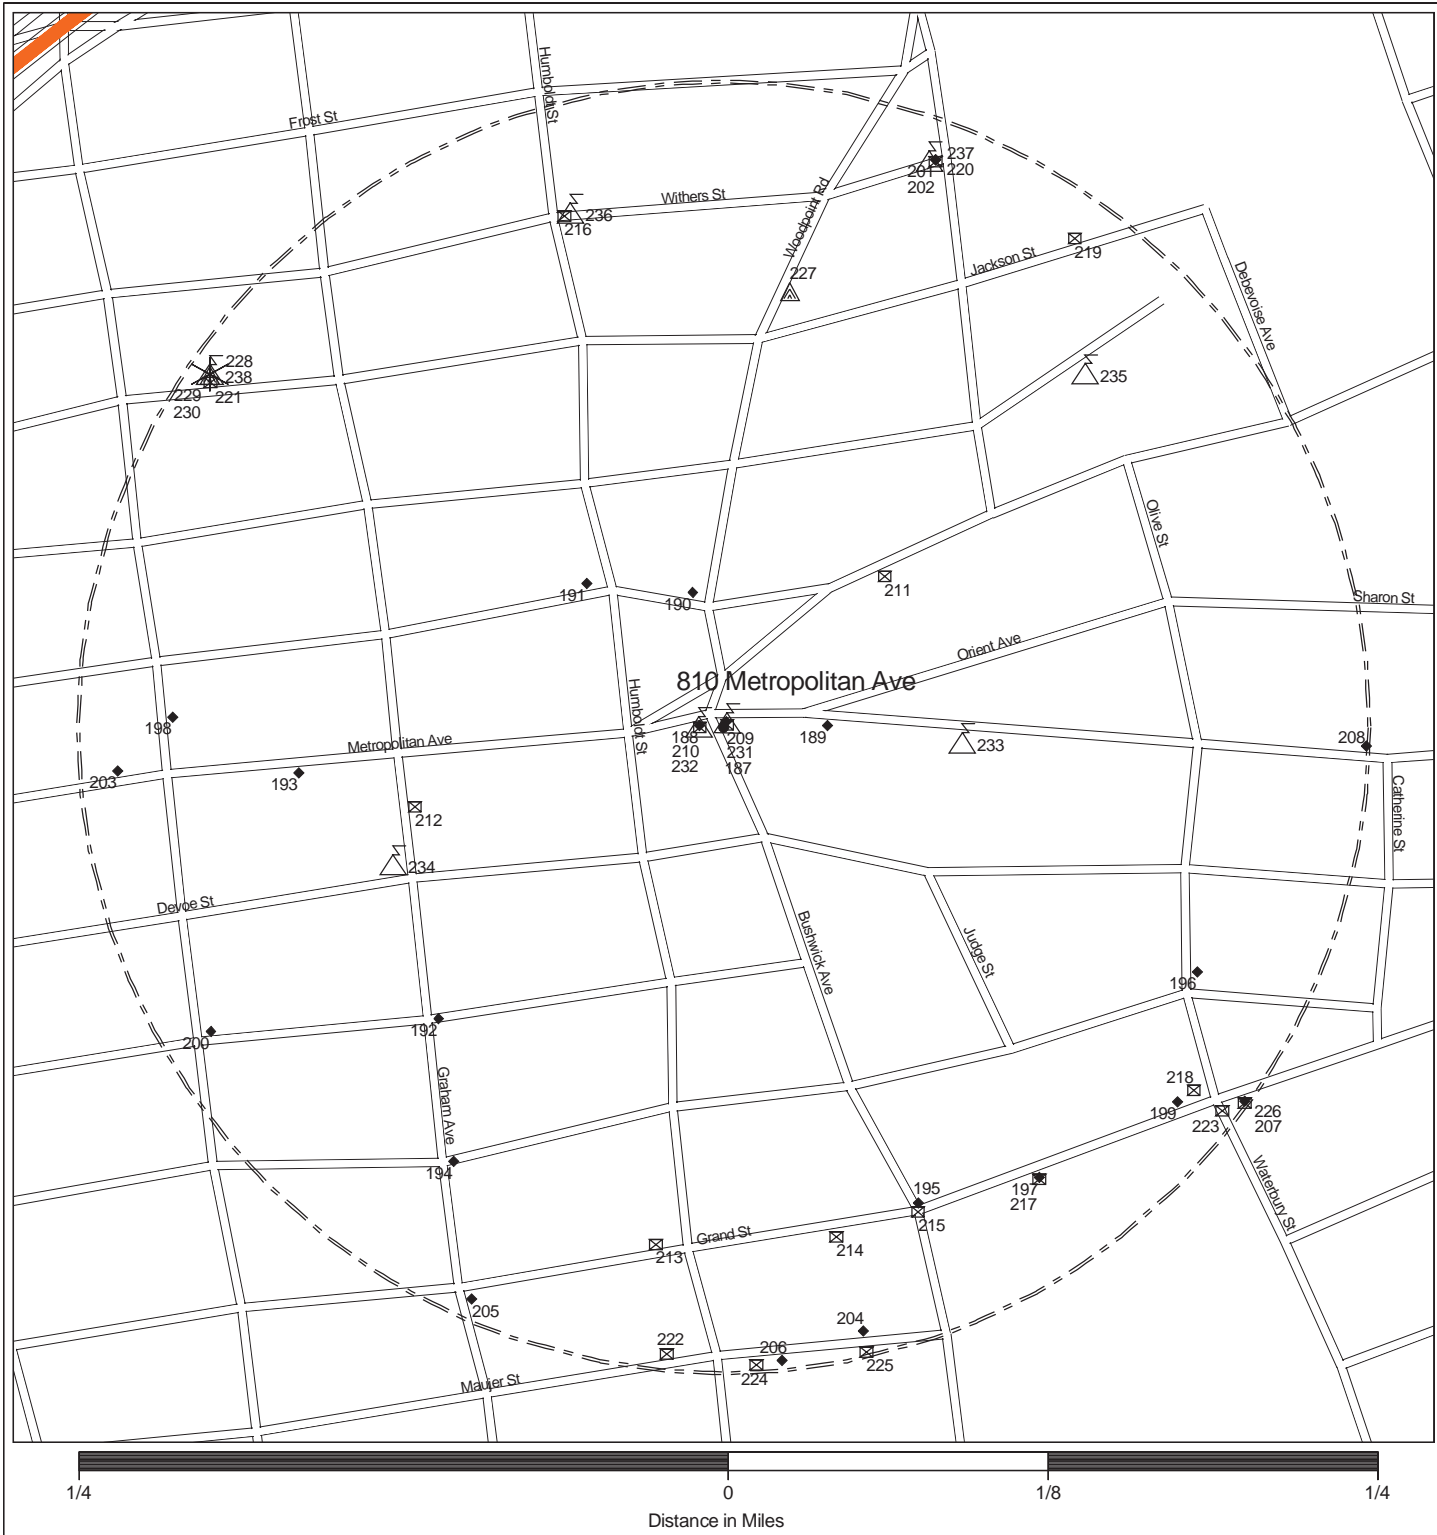 Humboldt St
Frost St
237
201 220
202
Withers St
236
216
Woodpoint Rd
219
Jackson St
227
Debevoise Ave
228
238
229 221
230
235
Olive St
191
190
211
Sharon St
Orient Ave
810 Metropolitan Ave
198
Humboldt St
188 209
210 231
232 187
189
233
208
Metropolitan Ave
203
193
212
Catherine St
234
Devoe St
Bushwick Ave
Judge St
196
192
200
Graham Ave
218
199
223
226
207
194
Waterbury St
195
197
217
215
Grand St
213
214
205
204
222
206
224
225
Maujer St
1/4 0 1/8 1/4
Distance in Miles